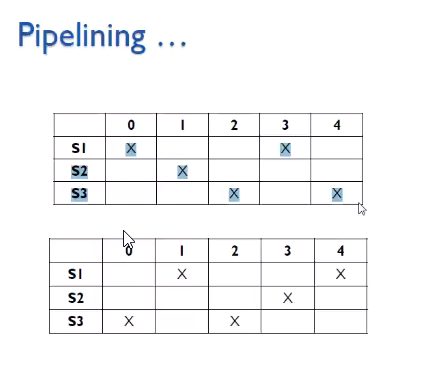 Pipelining ...
0 1 2 3 4
S1 X X
S2 X
S3 X X
0 1 2 3 4
S1 X X
S2 X
S3 X X